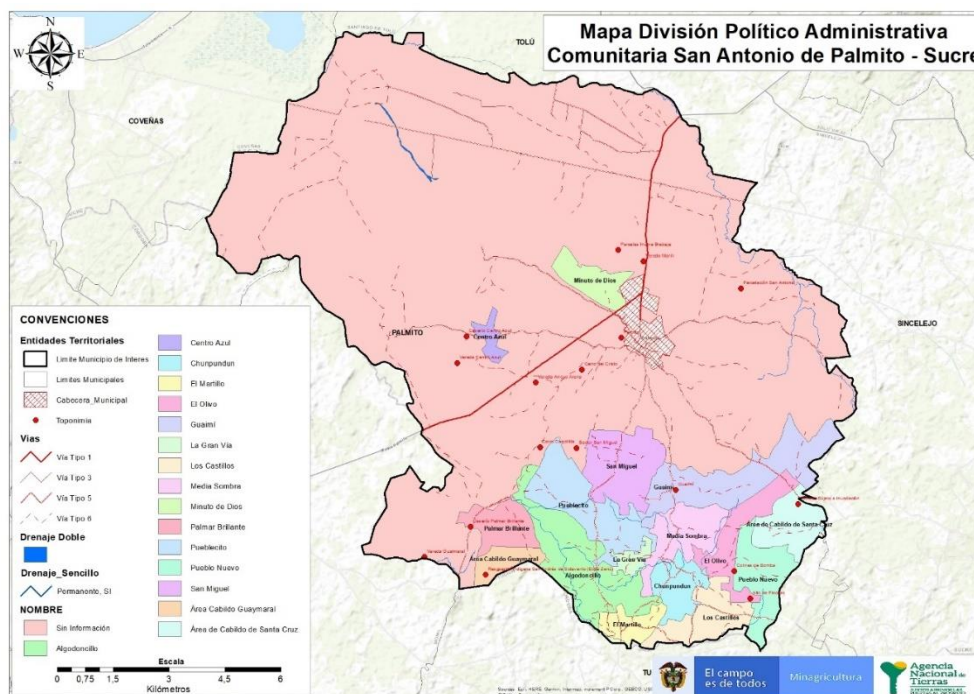 Mapa División Político Administrativa
Comunitaria San Antonio de Palmito - Sucre
N
W E
S
TOLÚ
COVEÑAS
SINCELEJO
PALMITO
Minuto de Dios
Centro Azul
San Miguel
Guaimí
Pueblecito
Media Sombra
Área de Cabildo de Santa Cruz
Palmar Brillante
Área Cabildo Guaymaral
La Gran Vía
Algodoncillo
El Olivo
Pueblo Nuevo
Chunpundun
Los Castillos
El Martillo
CONVENCIONES
Entidades Territoriales
Limite Municipio de Interes
Limites Municipales
Cabecera_Municipal
Toponimia
Vias
Vía Tipo 1
Vía Tipo 3
Vía Tipo 5
Vía Tipo 6
Drenaje Doble
Drenaje_Sencillo
Permanente, SI
NOMBRE
Sin Información
Algodoncillo
Centro Azul
Chunpundun
El Martillo
El Olivo
Guaimí
La Gran Vía
Los Castillos
Media Sombra
Minuto de Dios
Palmar Brillante
Pueblecito
Pueblo Nuevo
San Miguel
Área Cabildo Guaymaral
Área de Cabildo de Santa Cruz
Escala
0 0,75 1,5 3 4,5 6
Kilómetros
El campo
es de todos
Minagricultura
Agencia
Nacional de
Tierras